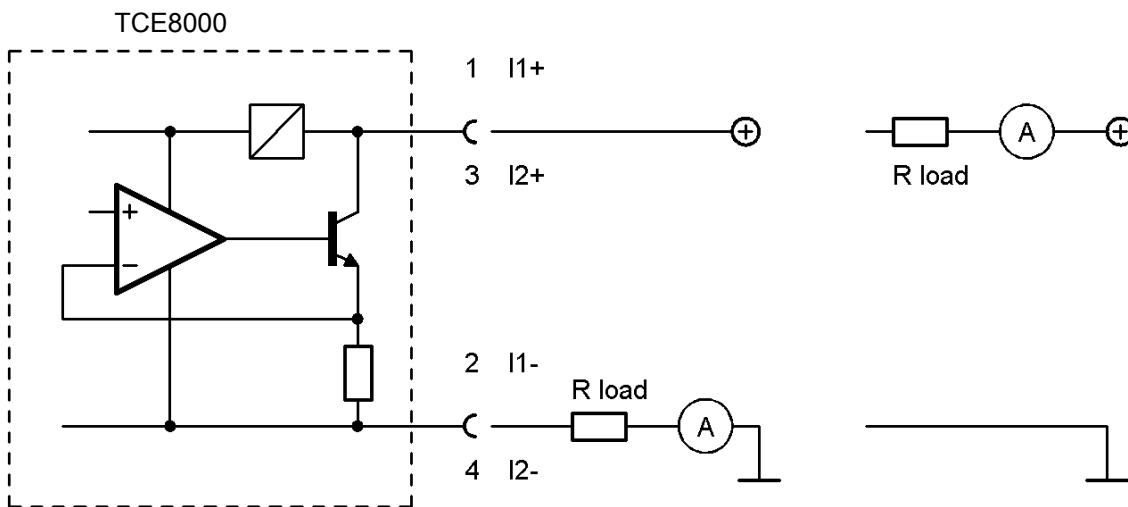 TCE8000
1 I1+
3 I2+
R load
A
2 I1-
R load
A
4 I2-